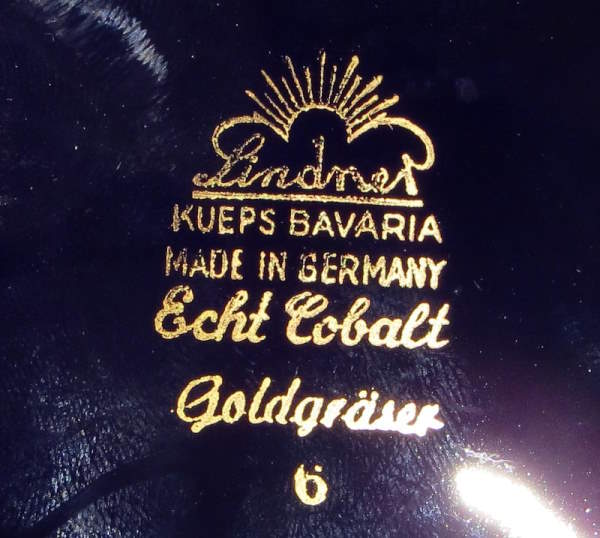 Lindner
KUEPS BAVARIA
MADE IN GERMANY
Echt Cobalt
Goldgräser
6